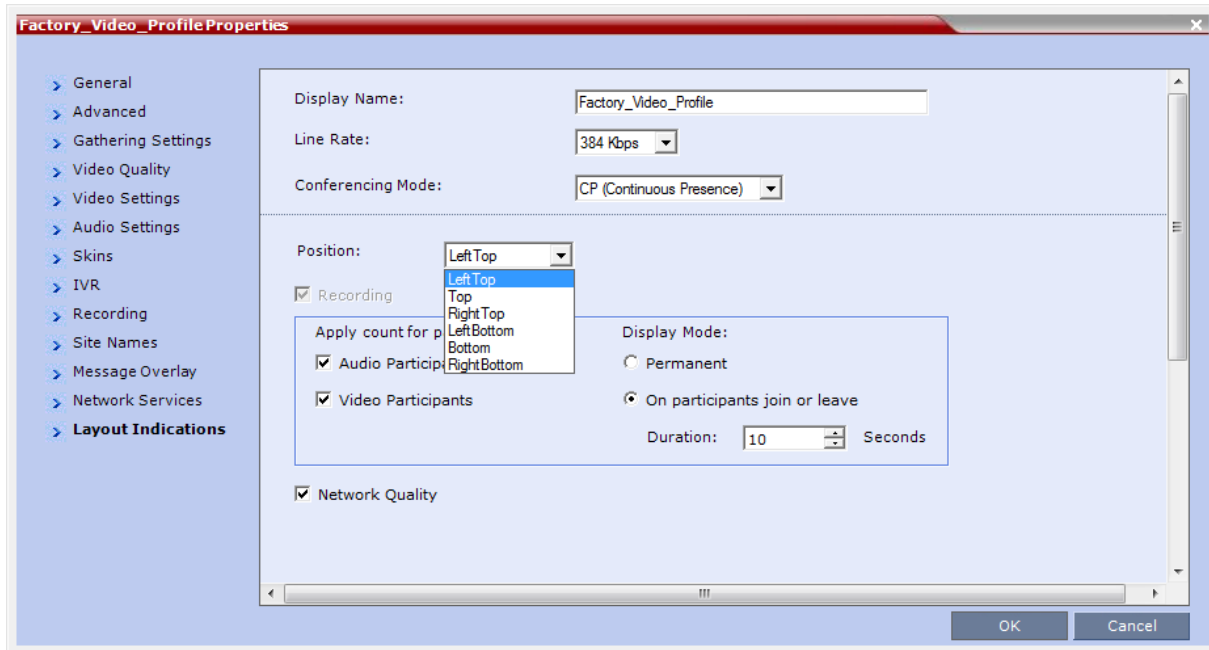 Factory_Video_Profile Properties
General
Advanced
Gathering Settings
Video Quality
Video Settings
Audio Settings
Skins
IVR
Recording
Site Names
Message Overlay
Network Services
Layout Indications
Display Name: Factory_Video_Profile
Line Rate: 384 Kbps
Conferencing Mode: CP (Continuous Presence)
Position: LeftTop
LeftTop
Top
RightTop
LeftBottom
Bottom
RightBottom
Recording
Apply count for p
Display Mode:
Audio Particip
Permanent
Video Participants
On participants join or leave
Duration: 10 Seconds
Network Quality
OK Cancel